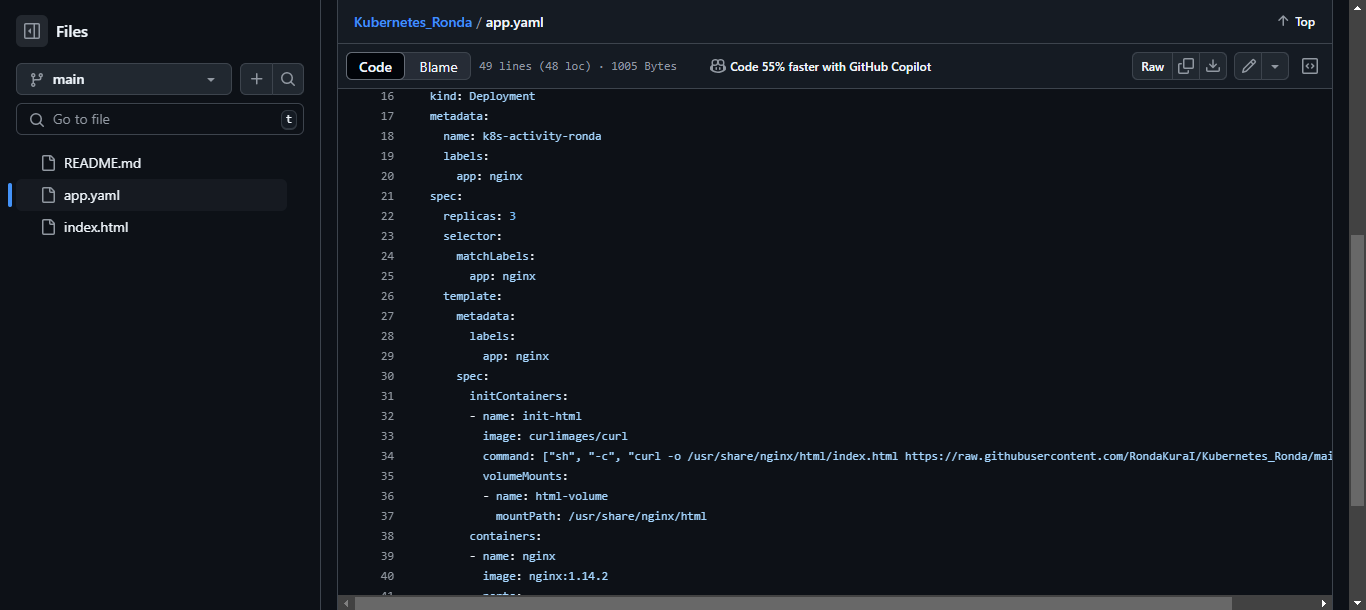 Files
main
Go to file
t
README.md
app.yaml
index.html
Kubernetes_Ronda / app.yaml
Top
Code Blame 49 lines (48 loc) · 1005 Bytes Code 55% faster with GitHub Copilot Raw
16 kind: Deployment
17 metadata:
18 name: k8s-activity-ronda
19 labels:
20 app: nginx
21 spec:
22 replicas: 3
23 selector:
24 matchLabels:
25 app: nginx
26 template:
27 metadata:
28 labels:
29 app: nginx
30 spec:
31 initContainers:
32 - name: init-html
33 image: curlimages/curl
34 command: ["sh", "-c", "curl -o /usr/share/nginx/html/index.html https://raw.githubusercontent.com/RondaKuraI/Kubernetes_Ronda/mai
35 volumeMounts:
36 - name: html-volume
37 mountPath: /usr/share/nginx/html
38 containers:
39 - name: nginx
40 image: nginx:1.14.2